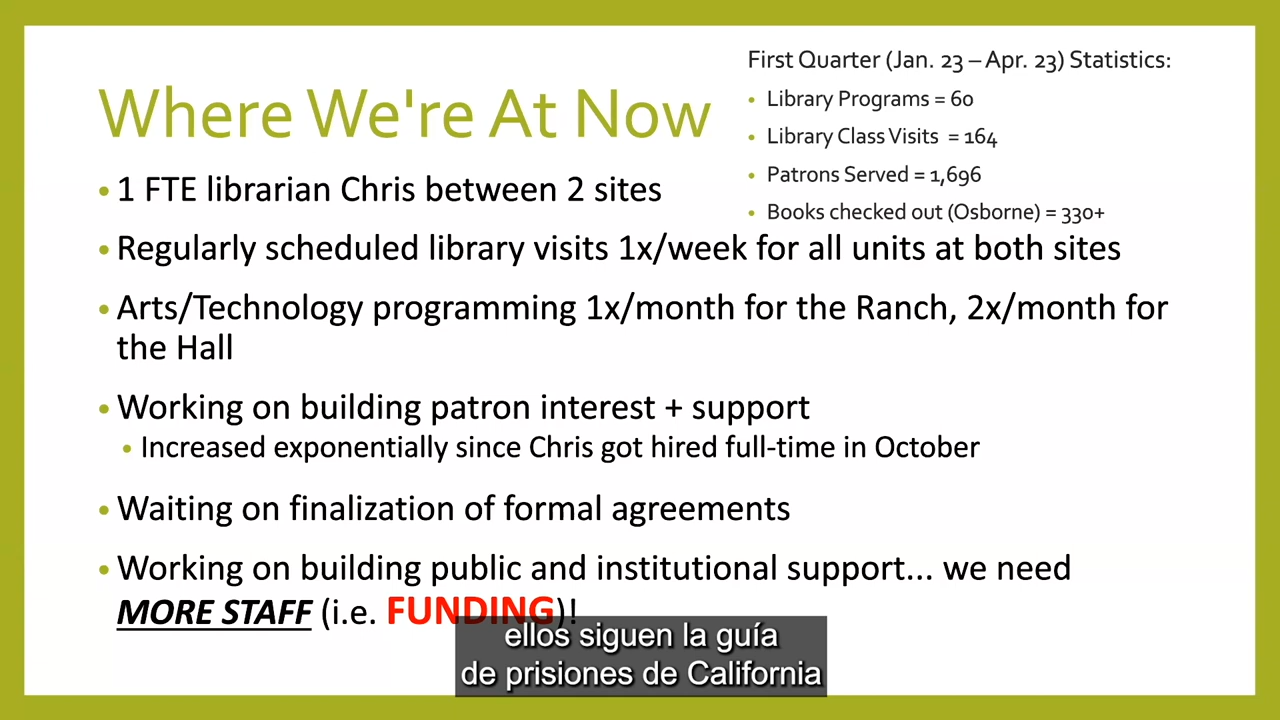 Where We're At Now
First Quarter (Jan. 23 – Apr. 23) Statistics:
• Library Programs = 60
• Library Class Visits = 164
• Patrons Served = 1,696
• Books checked out (Osborne) = 330+
• 1 FTE librarian Chris between 2 sites
• Regularly scheduled library visits 1x/week for all units at both sites
• Arts/Technology programming 1x/month for the Ranch, 2x/month for
the Hall
• Working on building patron interest + support
• Increased exponentially since Chris got hired full-time in October
• Waiting on finalization of formal agreements
• Working on building public and institutional support... we need
MORE STAFF (i.e. FUNDING)!
ellos siguen la guía
de prisiones de California